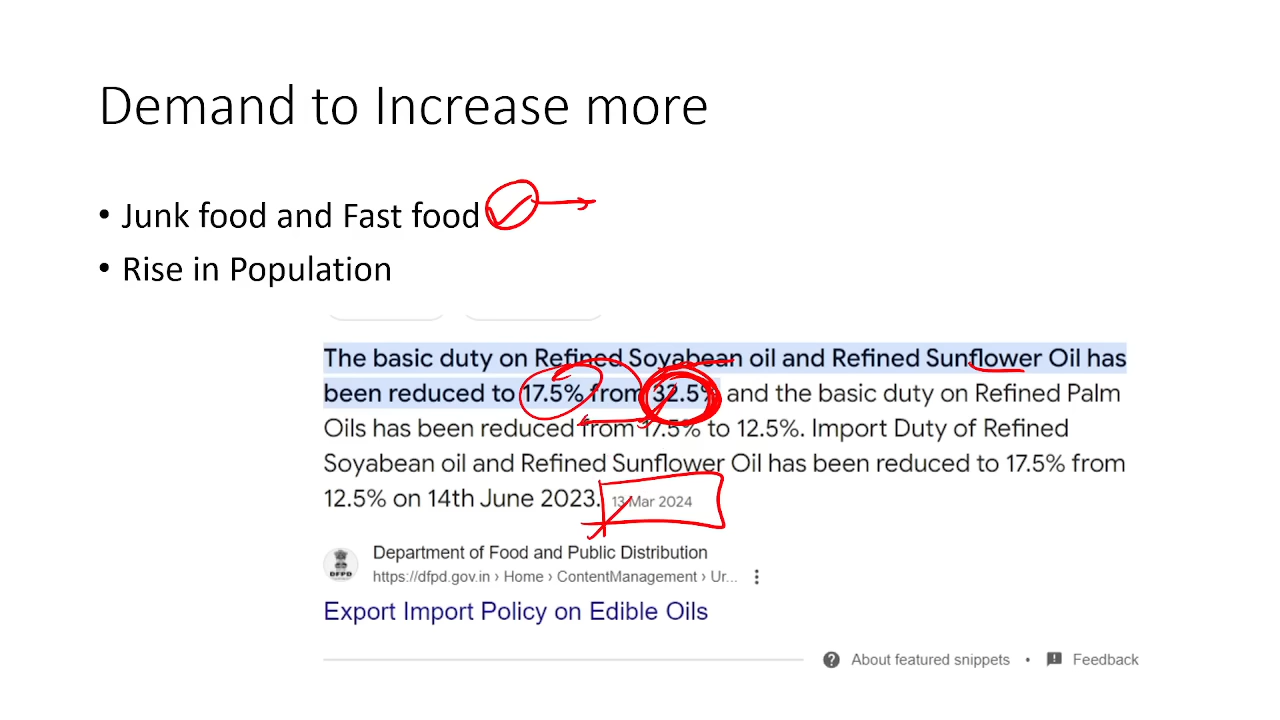 Demand to Increase more
• Junk food and Fast food
• Rise in Population
The basic duty on Refined Soyabean oil and Refined Sunflower Oil has
been reduced to 17.5% from 32.5% and the basic duty on Refined Palm
Oils has been reduced from 17.5% to 12.5%. Import Duty of Refined
Soyabean oil and Refined Sunflower Oil has been reduced to 17.5% from
12.5% on 14th June 2023. 13 Mar 2024
DFPD
Department of Food and Public Distribution
https://dfpd.gov.in › Home › ContentManagement › Ur...
Export Import Policy on Edible Oils
About featured snippets • Feedback